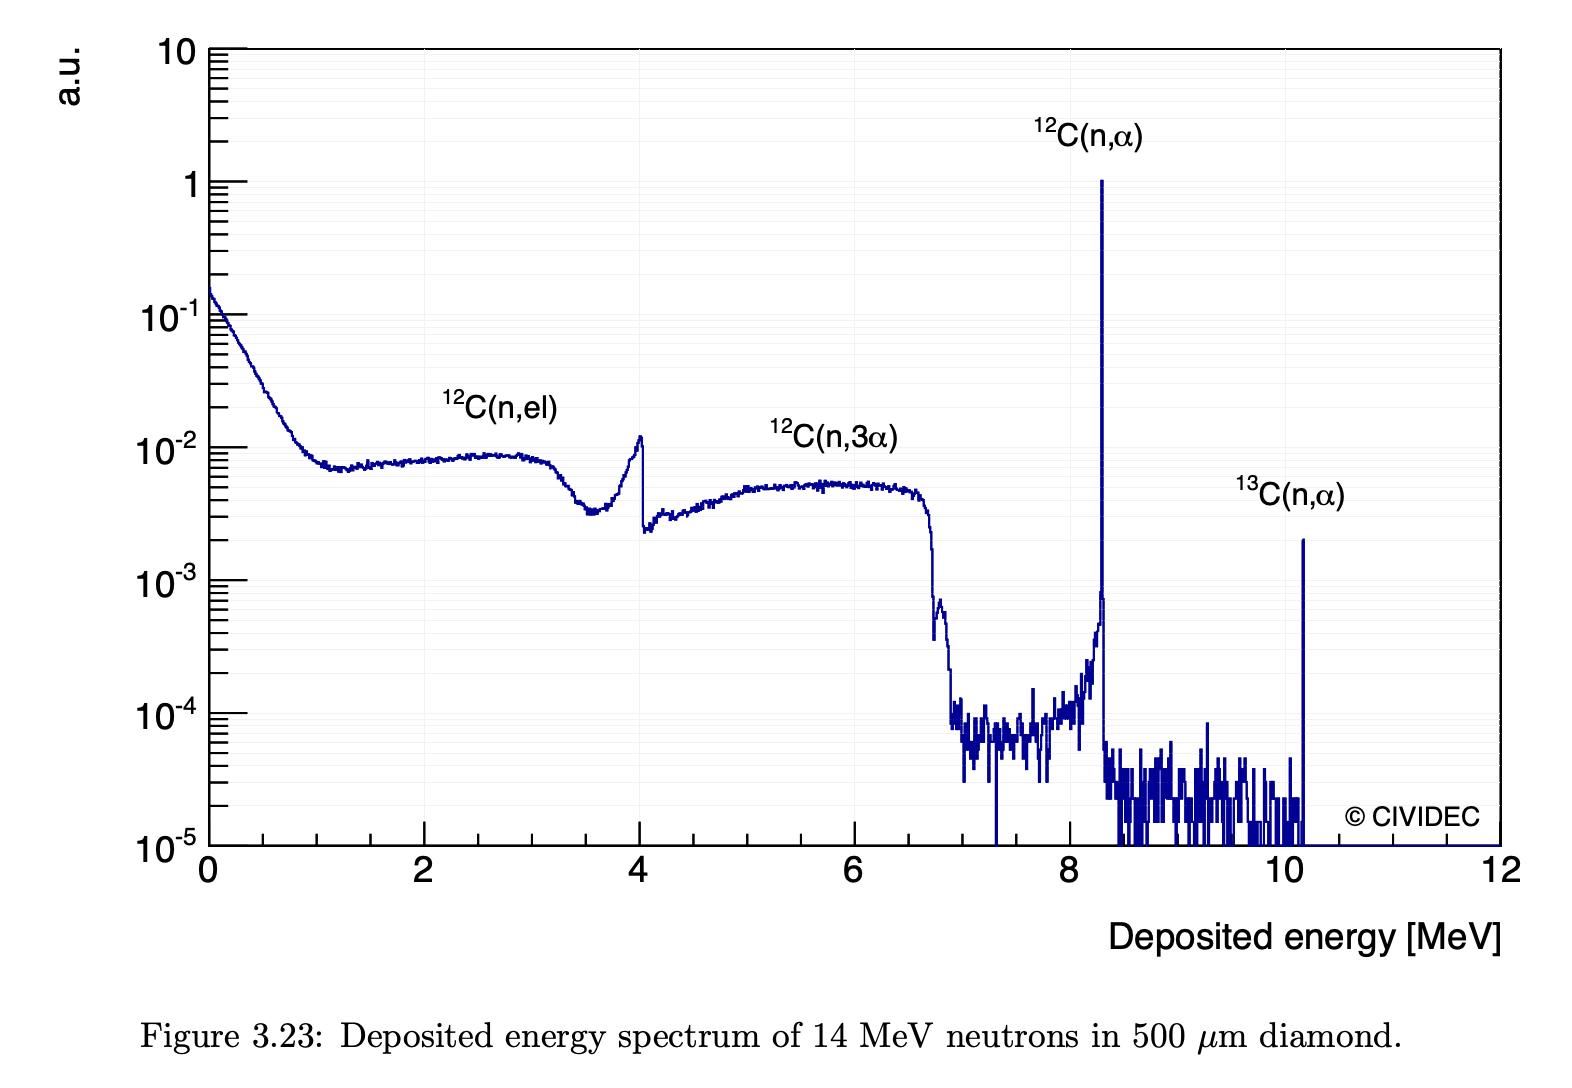 a.u.
10
1
10⁻¹
10⁻²
10⁻³
10⁻⁴
10⁻⁵
¹²C(n,α)
¹²C(n,el)
¹²C(n,3α)
¹³C(n,α)
© CIVIDEC
0 2 4 6 8 10 12
Deposited energy [MeV]
Figure 3.23: Deposited energy spectrum of 14 MeV neutrons in 500 μm diamond.